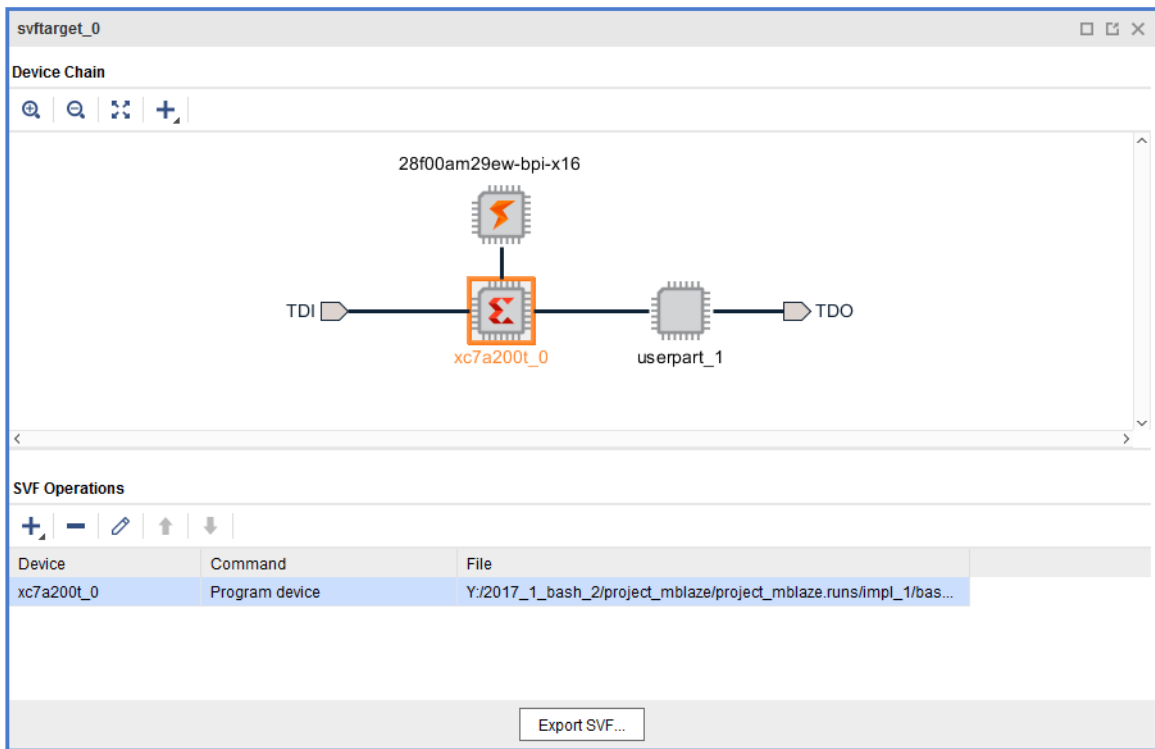 svftarget_0
Device Chain
28f00am29ew-bpi-x16
TDI
TDO
xc7a200t_0
userpart_1
SVF Operations
Device Command File
xc7a200t_0 Program device Y:/2017_1_bash_2/project_mblaze/project_mblaze.runs/impl_1/bas...
Export SVF...